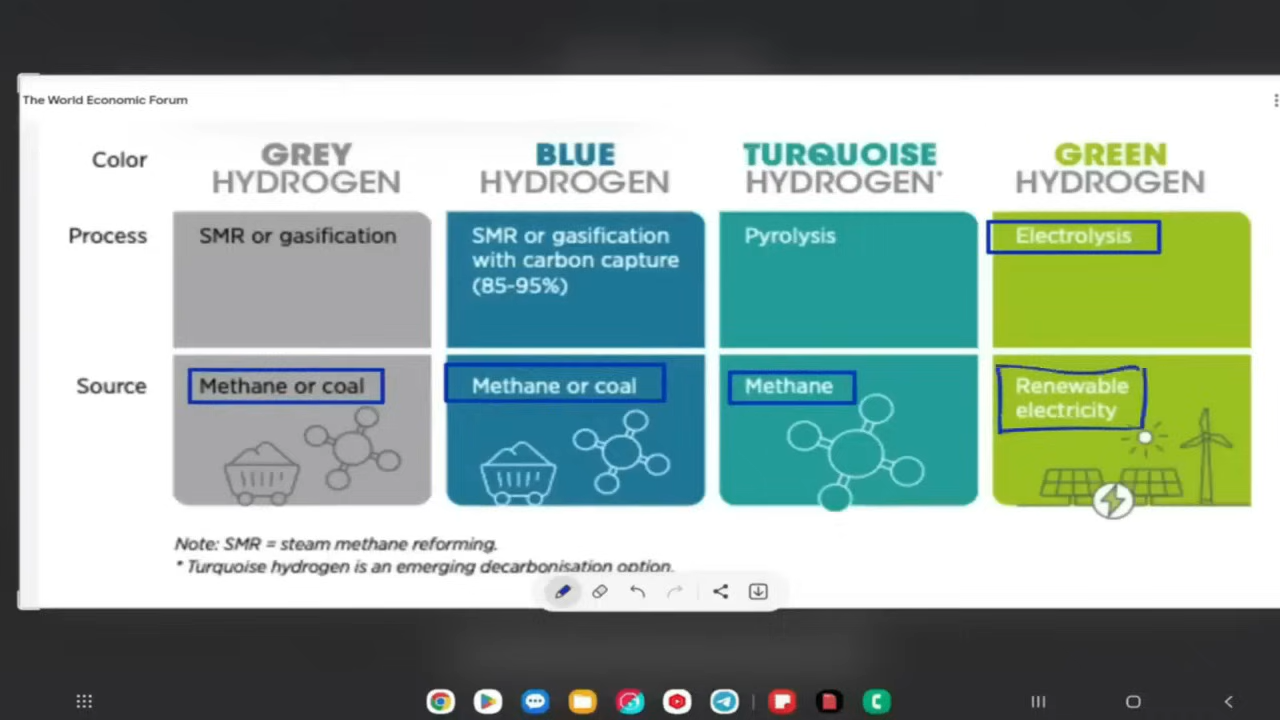 The World Economic Forum
Color
GREY
HYDROGEN
BLUE
HYDROGEN
TURQUOISE
HYDROGEN*
GREEN
HYDROGEN
Process
SMR or gasification
SMR or gasification
with carbon capture
(85-95%)
Pyrolysis
Electrolysis
Source
Methane or coal
Methane or coal
Methane
Renewable
electricity
Note: SMR = steam methane reforming.
* Turquoise hydrogen is an emerging decarbonisation option.